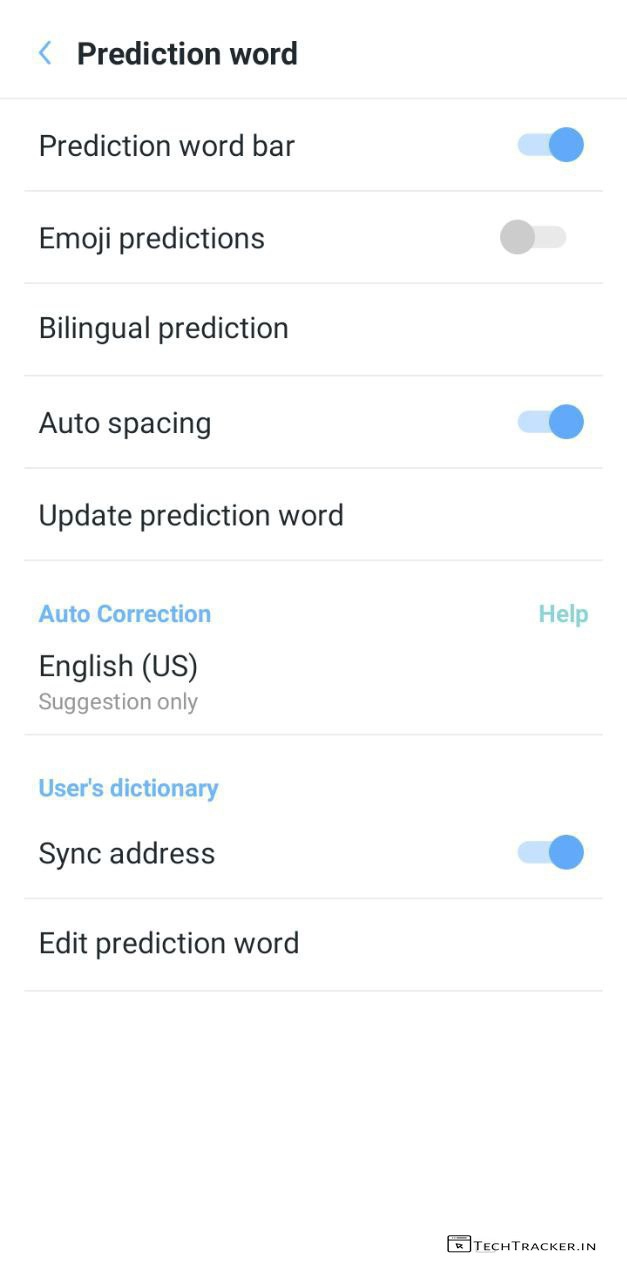 Prediction word
Prediction word bar
Emoji predictions
Bilingual prediction
Auto spacing
Update prediction word
Auto Correction
Help
English (US)
Suggestion only
User's dictionary
Sync address
Edit prediction word
TECHTRACKER.IN